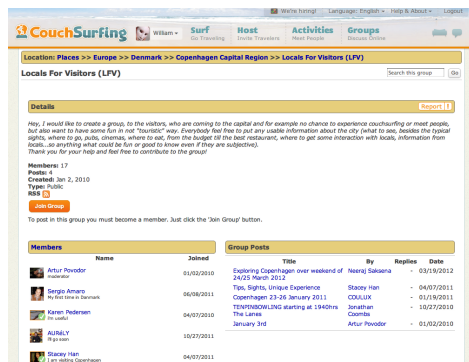 We're hiring! Language: English Help & About Logout
CouchSurfing William Surf Host Activities Groups
Go Traveling Invite Travelers Meet People Discuss Online
Location: Places >> Europe >> Denmark >> Copenhagen Capital Region >> Locals For Visitors (LFV)
Locals For Visitors (LFV) Search this group Go
Details Report !
Hey, I would like to create a group, to the visitors, who are coming to the capital and for example no chance to experience couchsurfing or meet people,
but also want to have some fun in not "touristic" way. Everybody feel free to put any usable information about the city (what to see, besides the typical
sights, where to go, pubs, cinemas, where to eat, from the budget till the best restaurant, where to get some interaction with locals, information from
locals...so anything what could be fun or good to know even if they are subjective).
Thank you for your help and feel free to contribute to the group!
Members: 17
Posts: 4
Created: Jan 2, 2010
Type: Public
RSS
Join Group
To post in this group you must become a member. Just click the 'Join Group' button.
Members
Name Joined
Artur Povodor 01/02/2010
moderator
Sergio Amaro 06/08/2011
My first time in Danmark
Karen Pedersen 04/07/2010
I'm useful
AURéLY 10/27/2011
I'll go soon
Stacey Han 04/07/2011
I am visiting Copenhagen
Group Posts
Title By Replies Date
Exploring Copenhagen over weekend of Neeraj Saksena - 03/19/2012
24/25 March 2012
Tips, Sights, Unique Experience Stacey Han - 04/07/2011
Copenhagen 23-26 January 2011 COULUX - 01/19/2011
TENPINBOWLING starting at 1940hrs Jonathan - 10/27/2010
The Lanes Coombs
January 3rd Artur Povodor - 01/02/2010